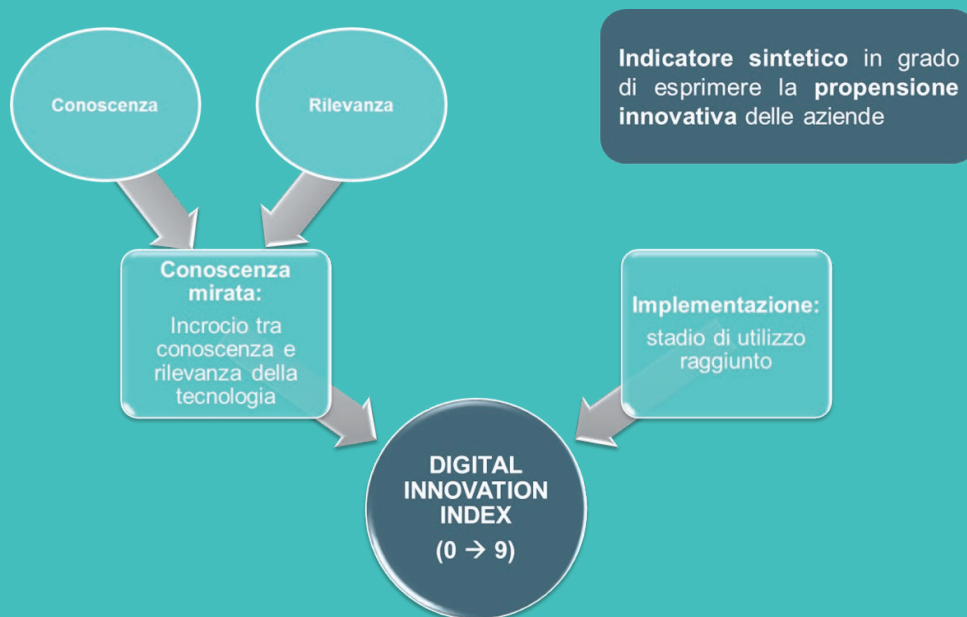 Conoscenza
Rilevanza
Indicatore sintetico in grado
di esprimere la propensione
innovativa delle aziende
Conoscenza
mirata:
Incrocio tra
conoscenza e
rilevanza della
tecnologia
Implementazione:
stadio di utilizzo
raggiunto
DIGITAL
INNOVATION
INDEX
(0 → 9)